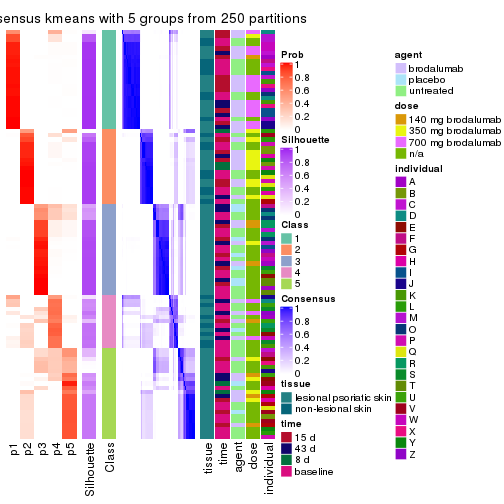 sensus kmeans with 5 groups from 250 partitions
p1
p2
p3
p4
p5
Silhouette
Class
tissue
time
agent
dose
individual
Prob
1
0.8
0.6
0.4
0.2
0
Silhouette
1
0.8
0.6
0.4
0.2
0
Class
1
2
3
4
5
Consensus
1
0.8
0.6
0.4
0.2
0
tissue
lesional psoriatic skin
non-lesional skin
time
15 d
43 d
8 d
baseline
agent
brodalumab
placebo
untreated
dose
140 mg brodalumab
350 mg brodalumab
700 mg brodalumab
n/a
individual
A
B
C
D
E
F
G
H
I
J
K
L
M
O
P
Q
R
S
T
U
V
W
X
Y
Z